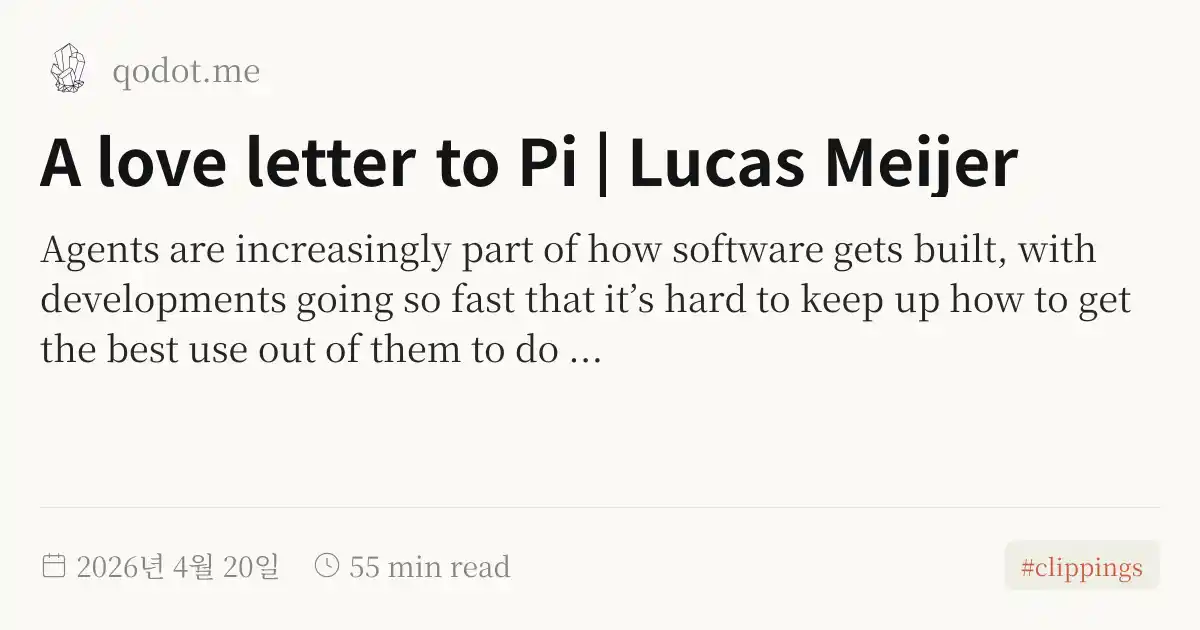 qodot.me
A love letter to Pi | Lucas Meijer
Agents are increasingly part of how software gets built, with
developments going so fast that it’s hard to keep up how to get
the best use out of them to do ...
2026년 4월 20일
55 min read
#clippings